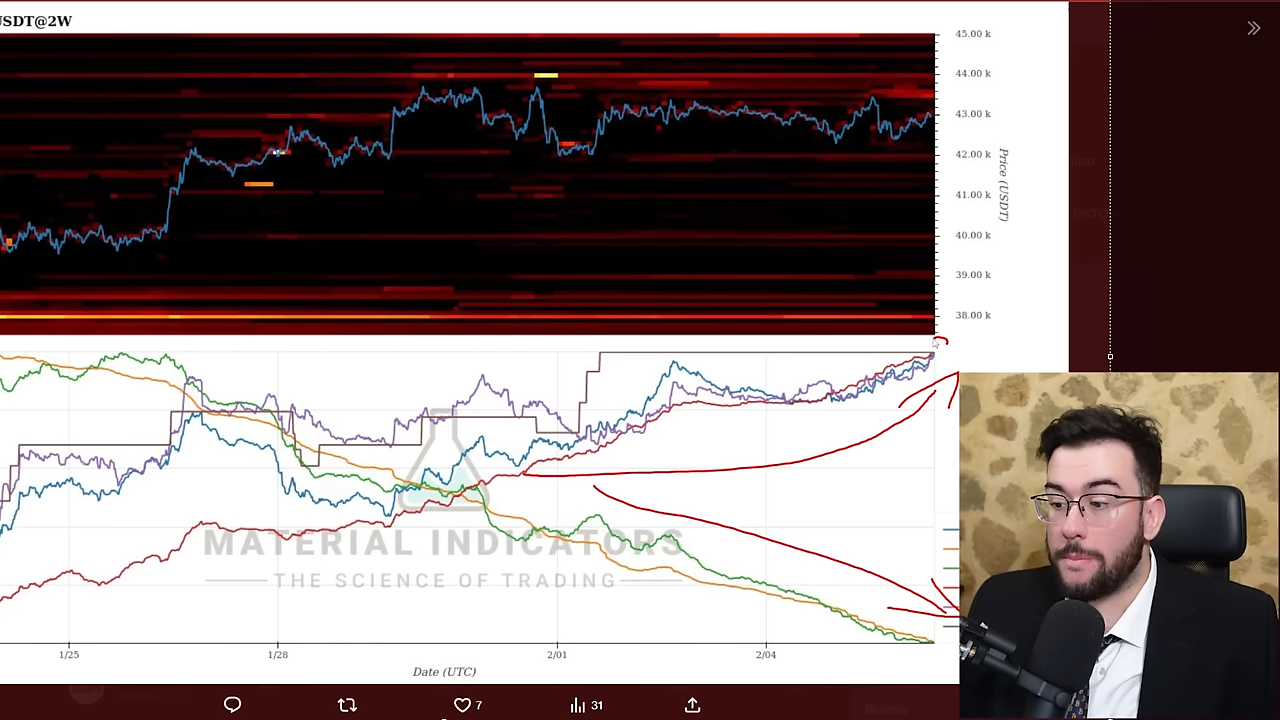 USDT@2W
45.00 k
44.00 k
43.00 k
42.00 k
41.00 k
40.00 k
39.00 k
38.00 k
Price (USDT)
MATERIAL INDICATORS
THE SCIENCE OF TRADING
1/25
1/28
2/01
2/04
Date (UTC)
7
31